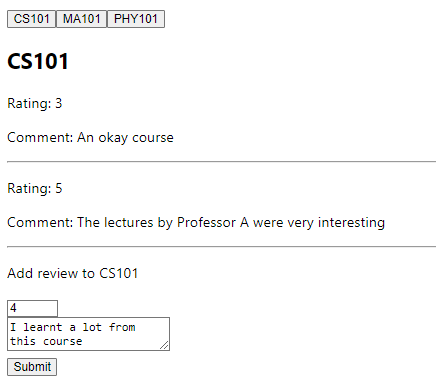 CS101 MA101 PHY101
CS101
Rating: 3
Comment: An okay course
Rating: 5
Comment: The lectures by Professor A were very interesting
Add review to CS101
4
I learnt a lot from
this course
Submit